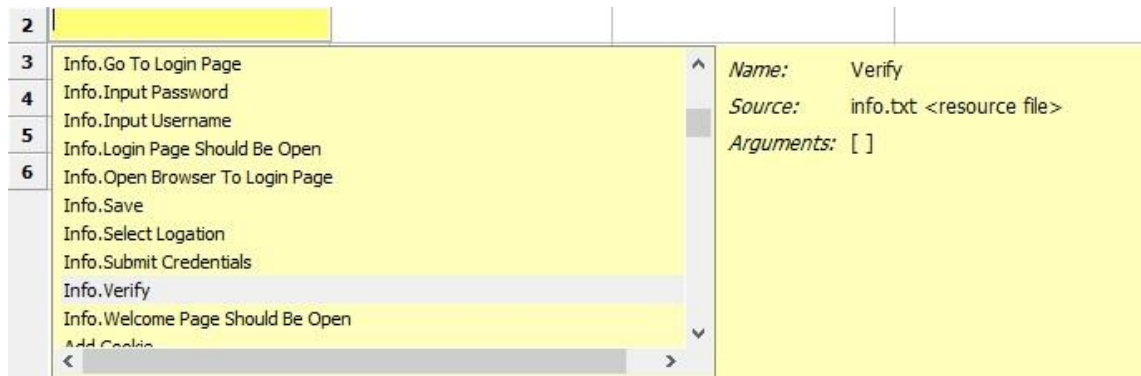 2
3
4
5
6
Info.Go To Login Page
Info.Input Password
Info.Input Username
Info.Login Page Should Be Open
Info.Open Browser To Login Page
Info.Save
Info.Select Logation
Info.Submit Credentials
Info.Verify
Info.Welcome Page Should Be Open
Add Cookie
Name: Verify
Source: info.txt <resource file>
Arguments: [ ]